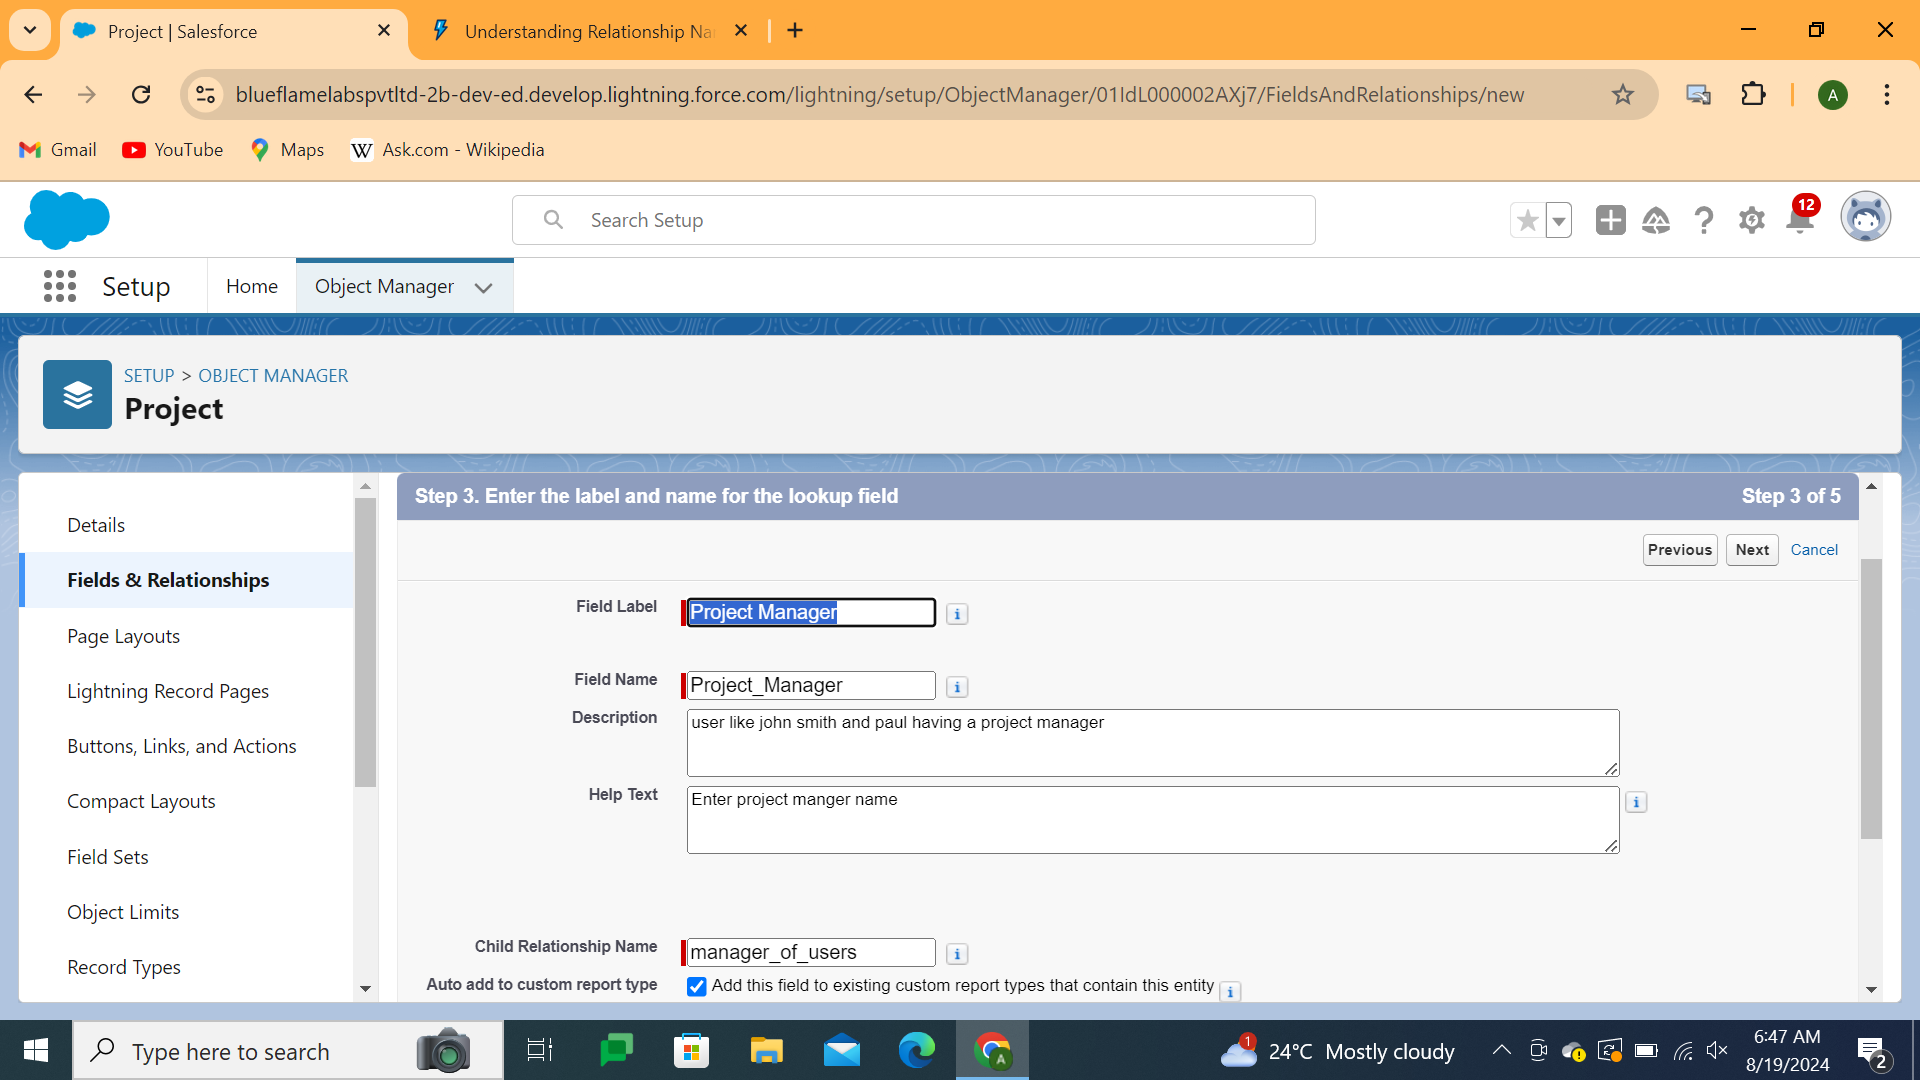 Project | Salesforce
Understanding Relationship Na
blueflamelabspvtltd-2b-dev-ed.develop.lightning.force.com/lightning/setup/ObjectManager/01IdL000002AXj7/FieldsAndRelationships/new
A
Gmail
YouTube
Maps
W Ask.com - Wikipedia
Search Setup
12
Setup
Home
Object Manager
SETUP > OBJECT MANAGER
Project
Details
Fields & Relationships
Page Layouts
Lightning Record Pages
Buttons, Links, and Actions
Compact Layouts
Field Sets
Object Limits
Record Types
Step 3. Enter the label and name for the lookup field
Step 3 of 5
Previous
Next
Cancel
Field Label
Project Manager
i
Field Name
Project_Manager
i
Description
user like john smith and paul having a project manager
Help Text
Enter project manger name
i
Child Relationship Name
manager_of_users
i
Auto add to custom report type
Add this field to existing custom report types that contain this entity
i
Type here to search
A
1
24°C Mostly cloudy
6:47 AM
8/19/2024
2